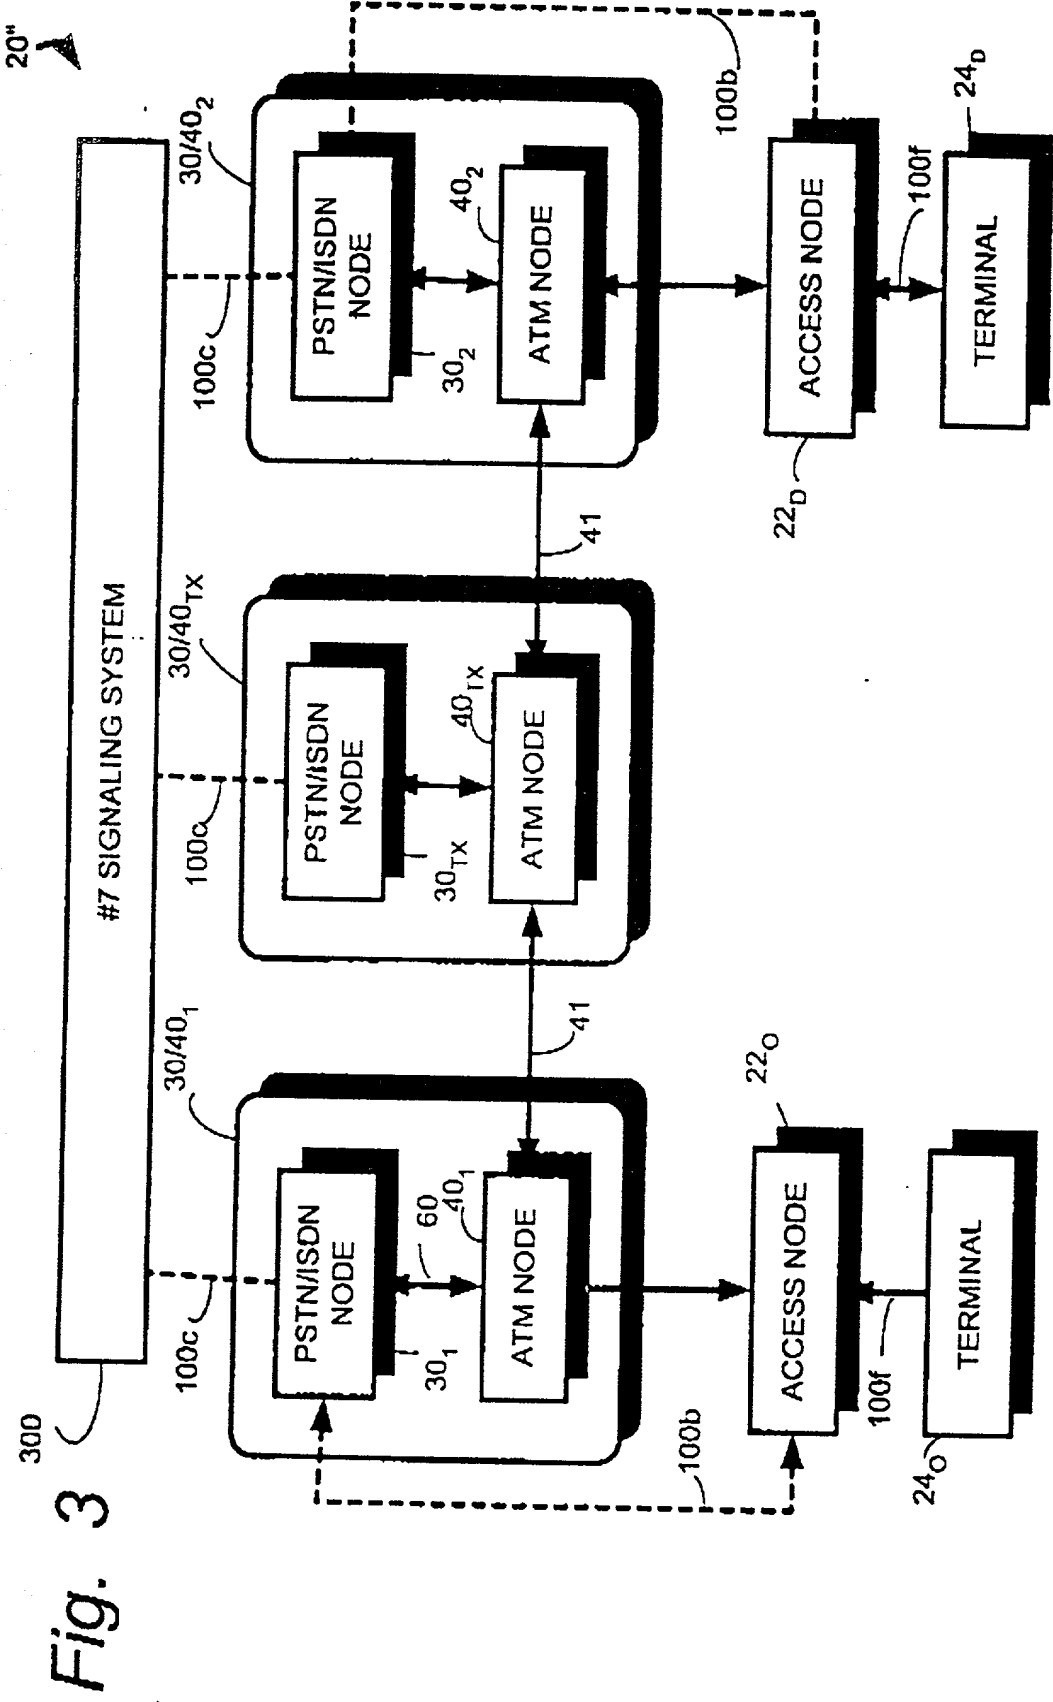 Fig. 3
20"
300
#7 SIGNALING SYSTEM
100c
100c
100c
30/40₁
30/40TX
30/40₂
PSTN/ISDN
NODE
PSTN/ISDN
NODE
PSTN/ISDN
NODE
30₁
60
30TX
30₂
40₁
40TX
40₂
ATM NODE
41
ATM NODE
41
ATM NODE
100b
100b
22O
22D
ACCESS NODE
ACCESS NODE
100f
100f
24O
24D
TERMINAL
TERMINAL